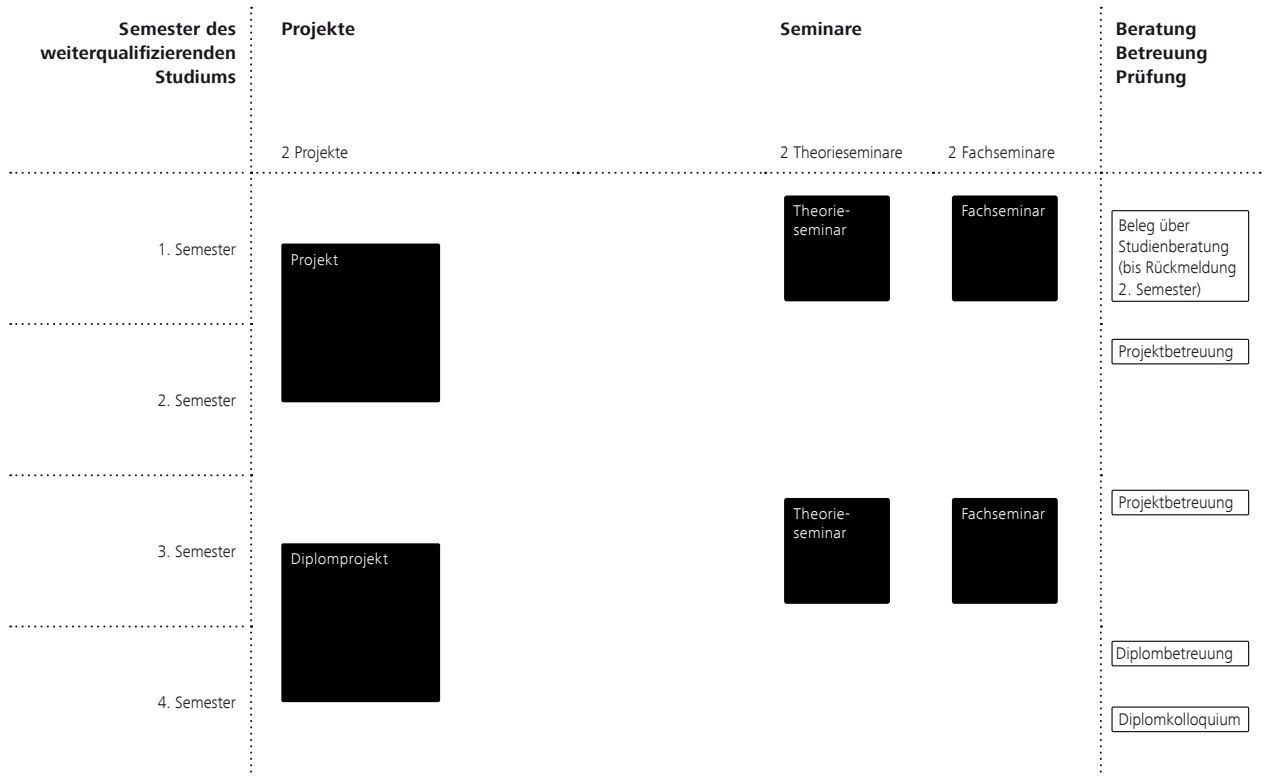 Semester des
weiterqualifizierenden
Studiums
Projekte
Seminare
Beratung
Betreuung
Prüfung
2 Projekte
2 Theorieseminare
2 Fachseminare
1. Semester
Projekt
Theorie-
seminar
Fachseminar
Beleg über
Studienberatung
(bis Rückmeldung
2. Semester)
2. Semester
Projektbetreuung
3. Semester
Diplomprojekt
Theorie-
seminar
Fachseminar
Projektbetreuung
4. Semester
Diplombetreuung
Diplomkolloquium